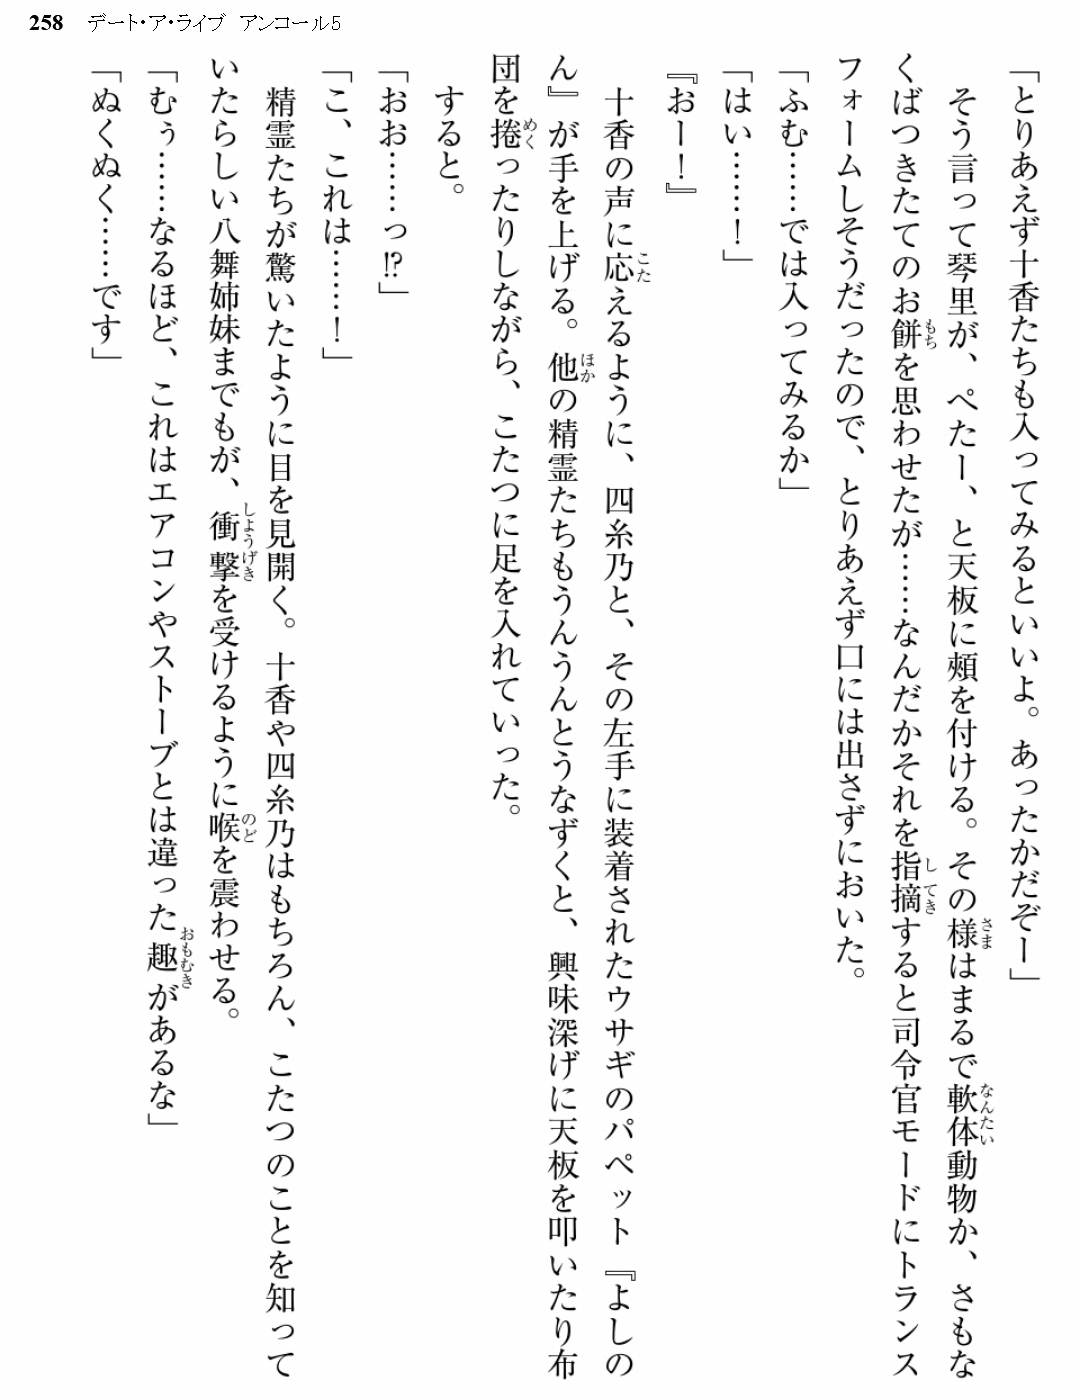 258 デート・ア・ライブ アンコール5
「とりあえず十香たちも入ってみるといいよ。あったかだぞー」
そう言って琴里が、ぺたー、と天板に頰を付ける。その様はまるで軟体動物か、さもな
くばつきたてのお餅を思わせたが……なんだかそれを指摘すると司令官モードにトランス
フォームしそうだったので、とりあえず口には出さずにおいた。
「ふむ……では入ってみるか」
「はい……！」
『おー！』
十香の声に応えるように、四糸乃と、その左手に装着されたウサギのパペット『よしの
ん』が手を上げる。他の精霊たちもうんうんとうなずくと、興味深げに天板を叩いたり布
団を捲ったりしながら、こたつに足を入れていった。
すると。
「おお……っ!?」
「こ、これは……！」
精霊たちが驚いたように目を見開く。十香や四糸乃はもちろん、こたつのことを知って
いたらしい八舞姉妹までもが、衝撃を受けるように喉を震わせる。
「むぅ……なるほど、これはエアコンやストーブとは違った趣があるな」
「ぬくぬく……です」